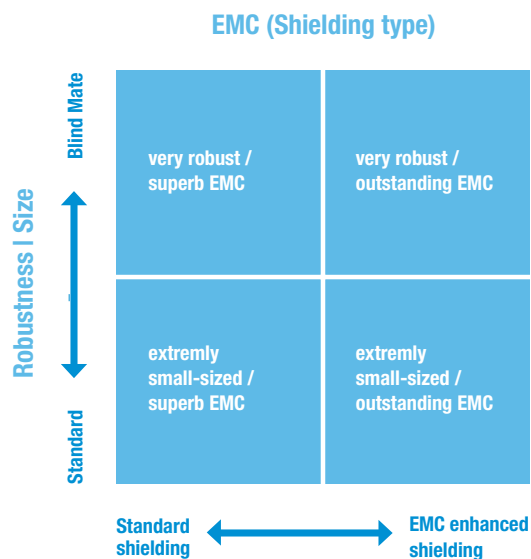 EMC (Shielding type)
Blind Mate
Robustness | Size
Standard
very robust /
superb EMC
very robust /
outstanding EMC
extremly
small-sized /
superb EMC
extremly
small-sized /
outstanding EMC
Standard
shielding
EMC enhanced
shielding